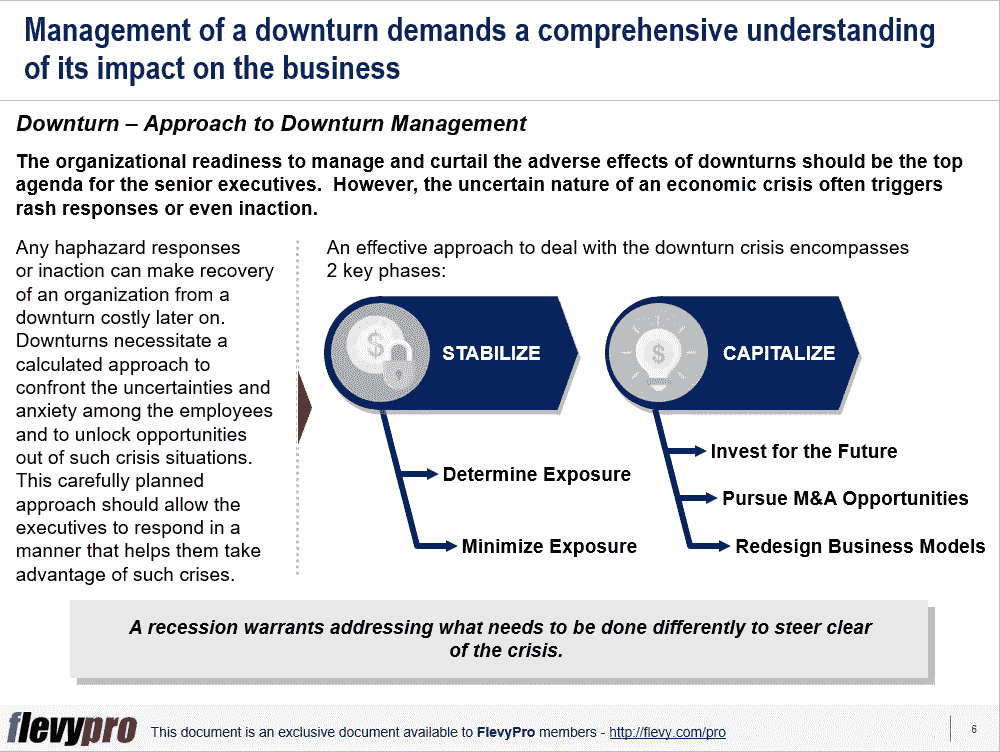 Management of a downturn demands a comprehensive understanding
of its impact on the business
Downturn – Approach to Downturn Management
The organizational readiness to manage and curtail the adverse effects of downturns should be the top
agenda for the senior executives.  However, the uncertain nature of an economic crisis often triggers
rash responses or even inaction.
Any haphazard responses
or inaction can make recovery
of an organization from a
downturn costly later on.
Downturns necessitate a
calculated approach to
confront the uncertainties and
anxiety among the employees
and to unlock opportunities
out of such crisis situations.
This carefully planned
approach should allow the
executives to respond in a
manner that helps them take
advantage of such crises.
An effective approach to deal with the downturn crisis encompasses
2 key phases:
$
STABILIZE
Determine Exposure
Minimize Exposure
$
CAPITALIZE
Invest for the Future
Pursue M&A Opportunities
Redesign Business Models
A recession warrants addressing what needs to be done differently to steer clear
of the crisis.
flevypro
This document is an exclusive document available to FlevyPro members - http://flevy.com/pro
6